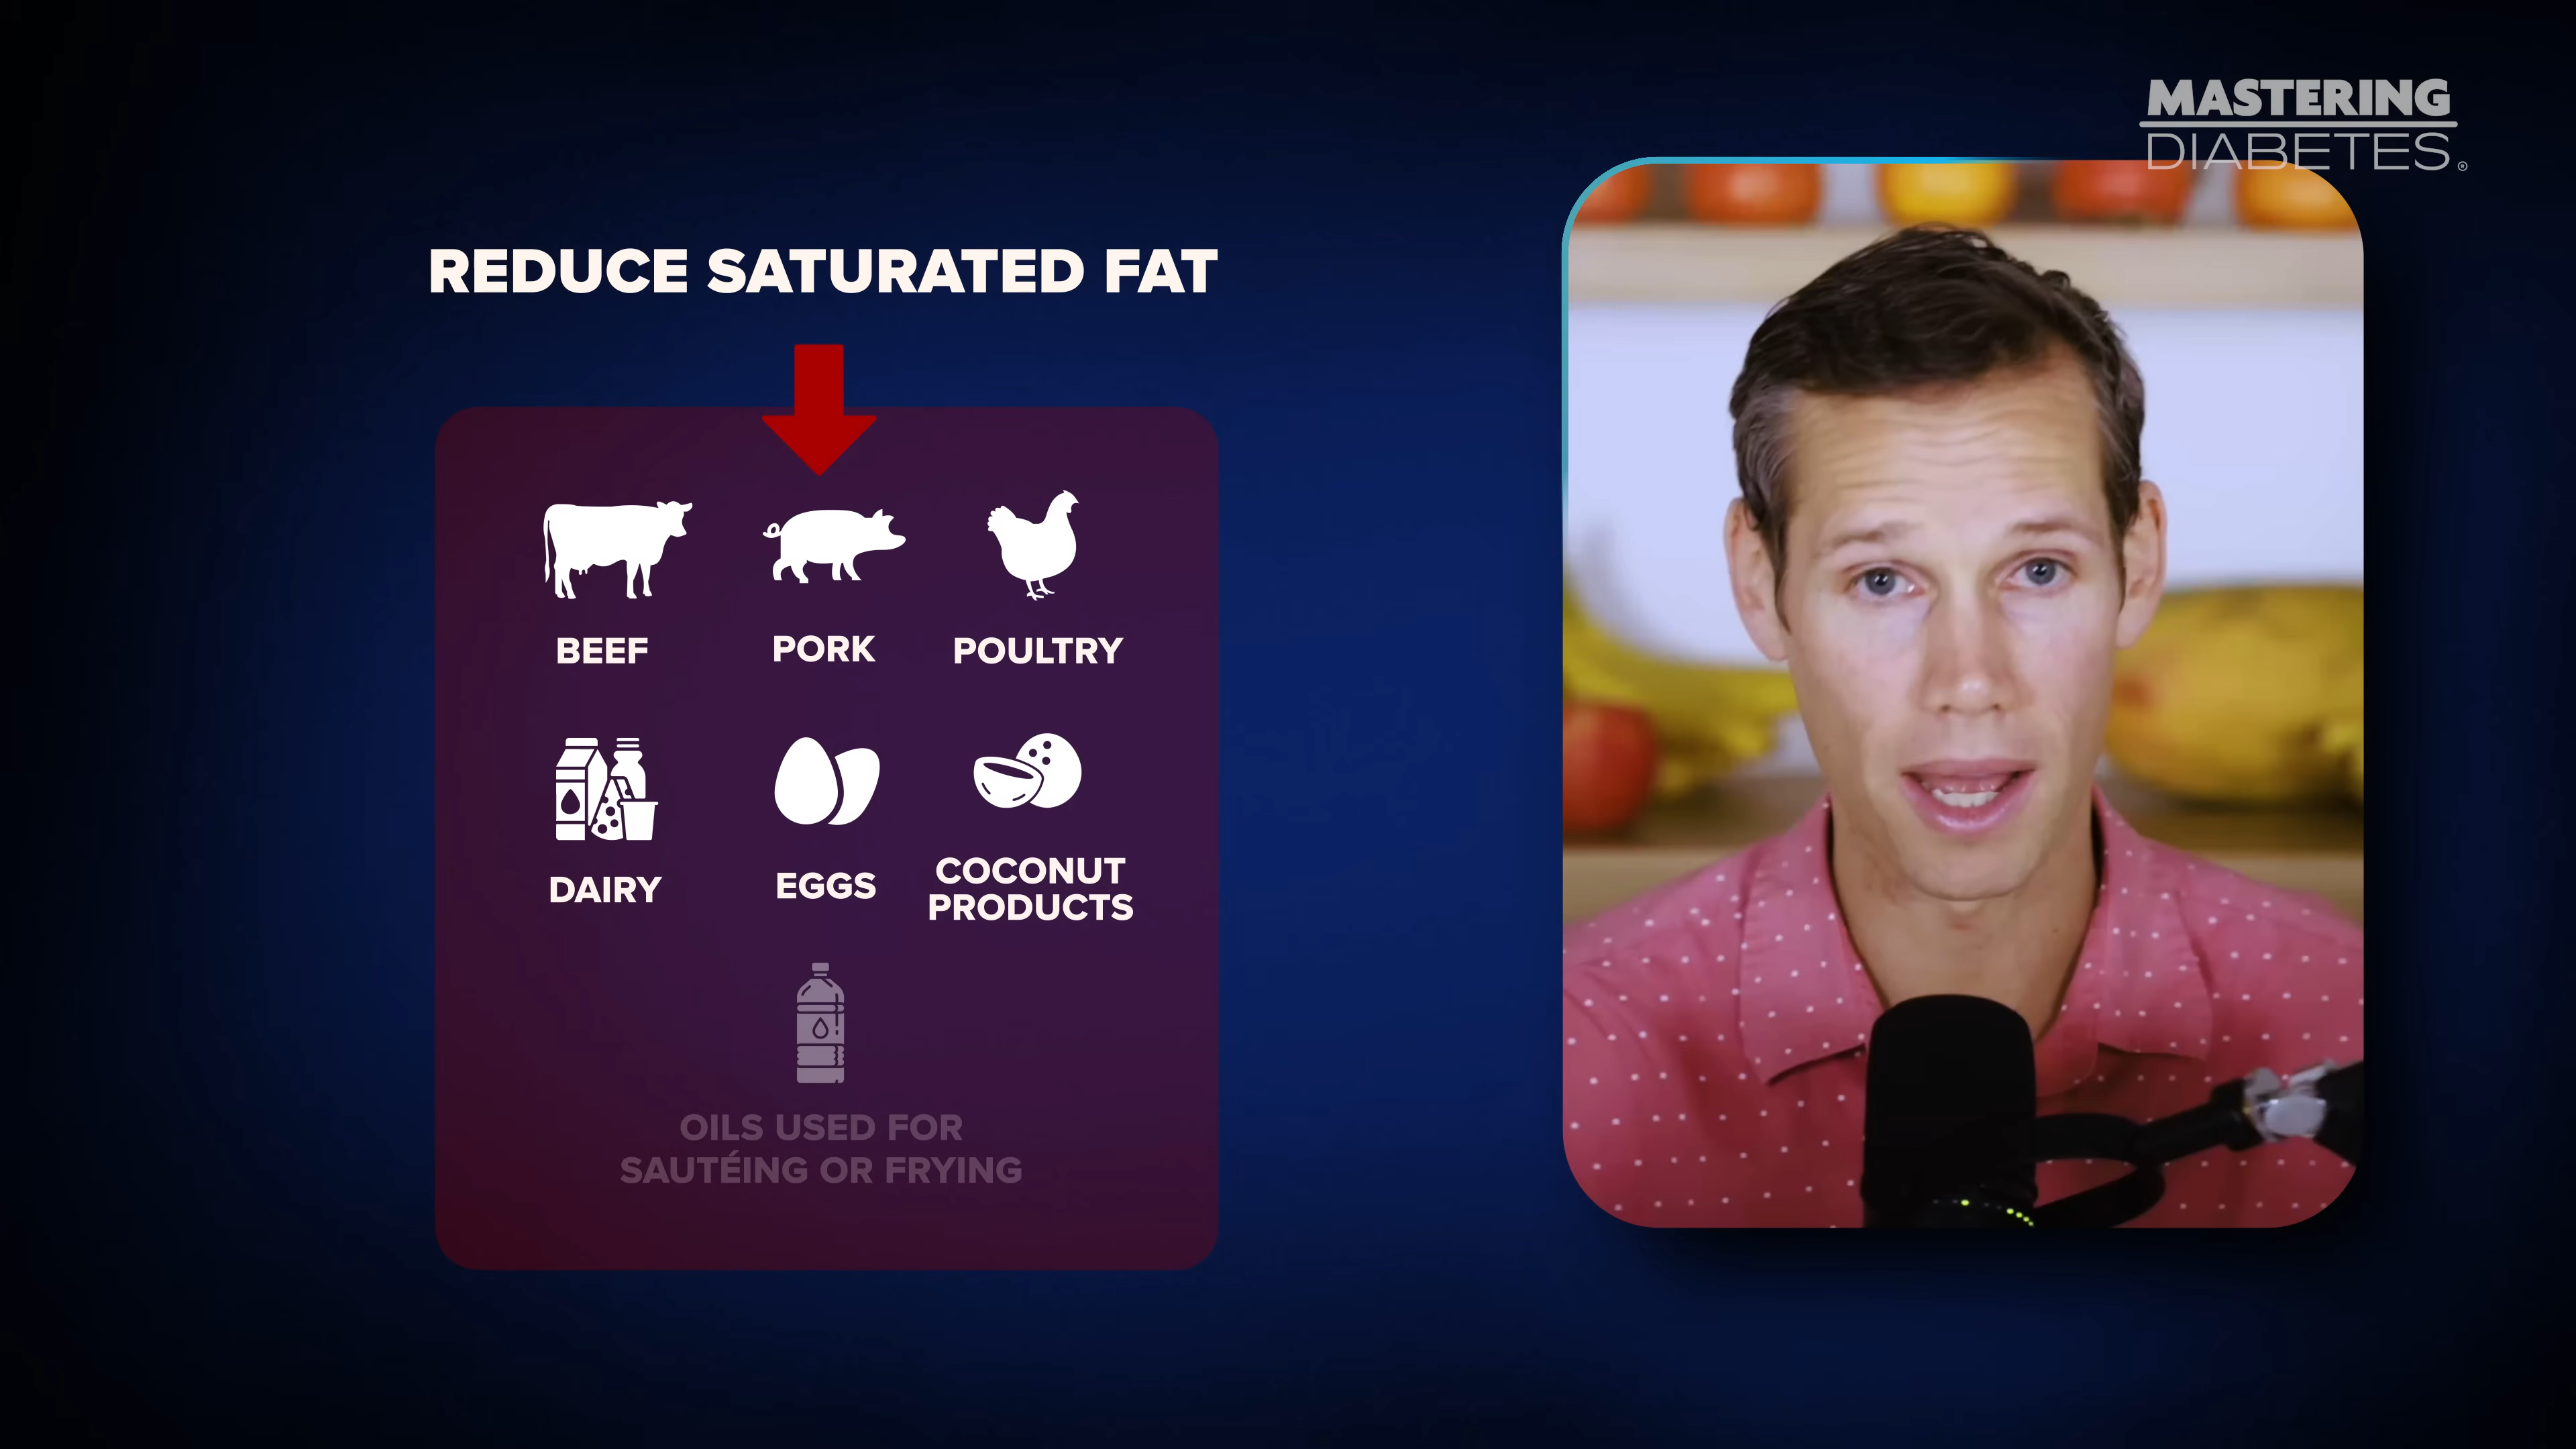 MASTERING
DIABETES®
REDUCE SATURATED FAT
BEEF
PORK
POULTRY
DAIRY
EGGS
COCONUT
PRODUCTS
OILS USED FOR
SAUTÉING OR FRYING